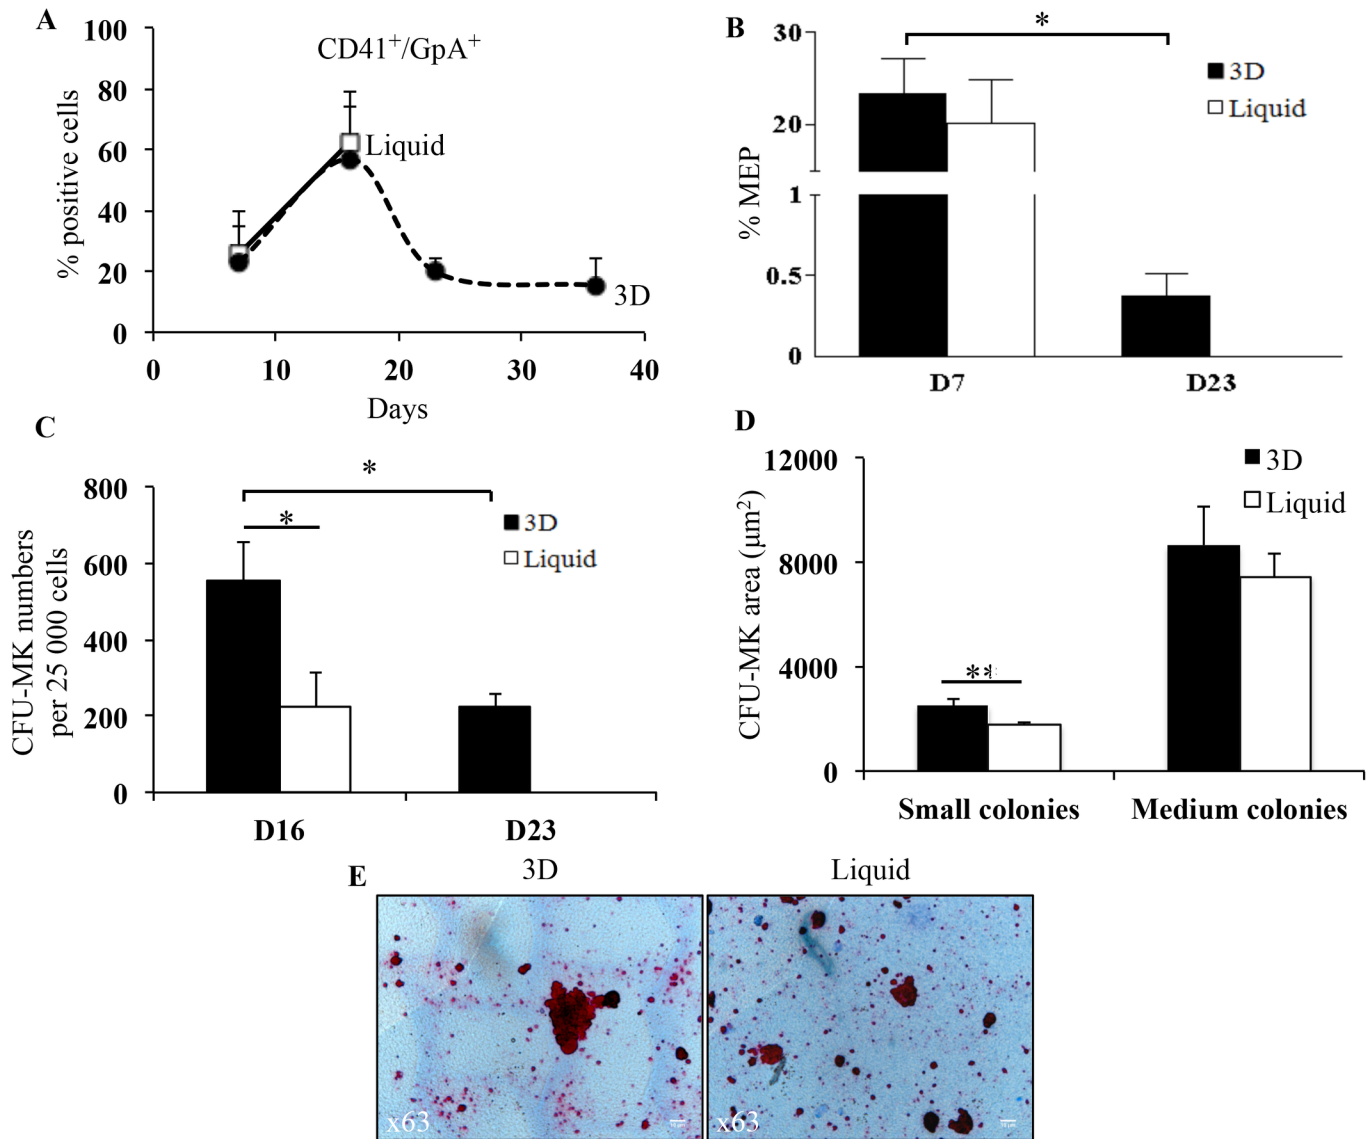 A
CD41+/GpA+
% positive cells
100
80
60
40
20
0
Liquid
3D
0 10 20 30 40
Days
B
*
% MEP
30
20
1
0.5
0
3D
Liquid
D7 D23
C
CFU-MK numbers
per 25 000 cells
800
600
400
200
0
*
*
3D
Liquid
D16 D23
D
CFU-MK area (µm²)
12000
8000
4000
0
**
3D
Liquid
Small colonies Medium colonies
E
3D Liquid
x63 x63